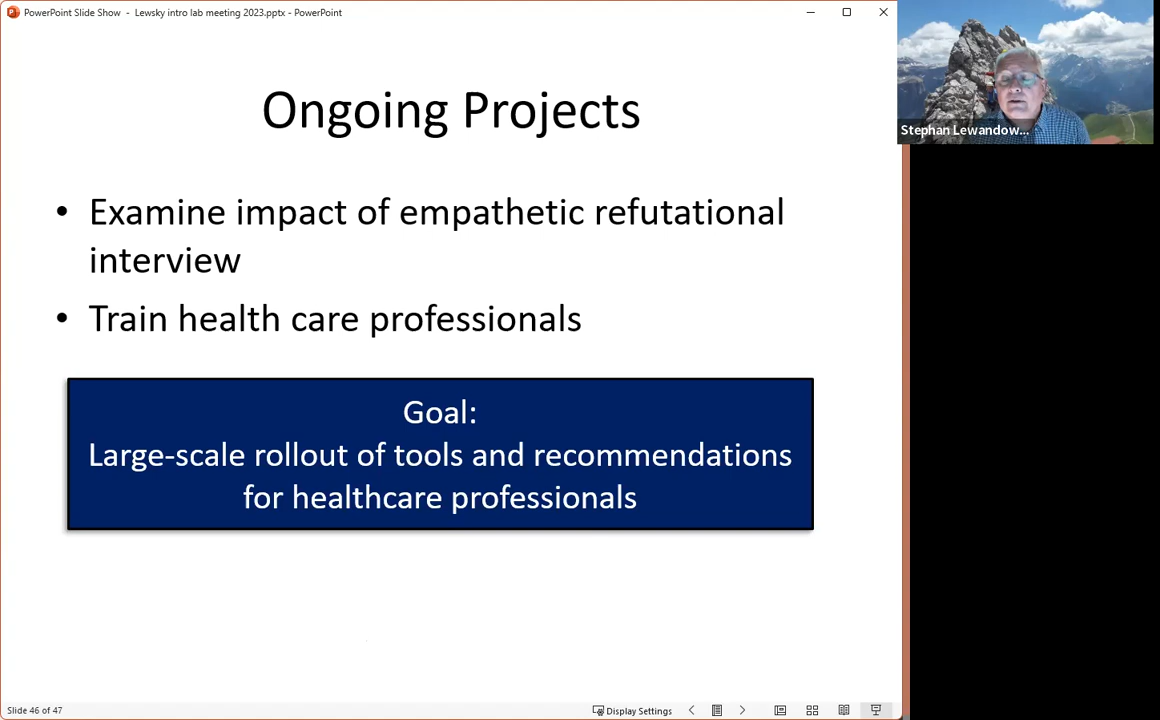 PowerPoint Slide Show - Lewsky intro lab meeting 2023.pptx - PowerPoint
Stephan Lewandow...
Ongoing Projects
• Examine impact of empathetic refutational
interview
• Train health care professionals
Goal:
Large-scale rollout of tools and recommendations
for healthcare professionals
Slide 46 of 47
Display Settings